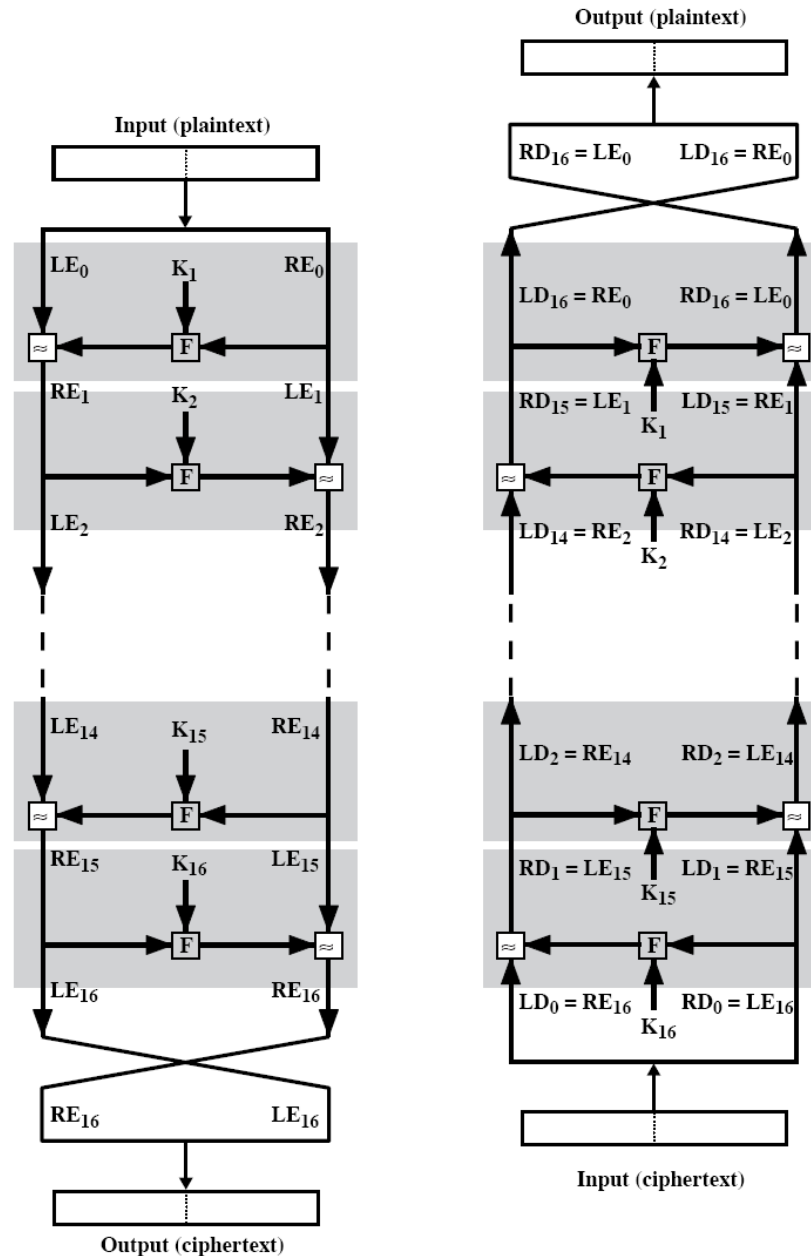 Input (plaintext)
LE₀
K₁
RE₀
≈
F
RE₁
K₂
LE₁
F
≈
LE₂
RE₂
LE₁₄
K₁₅
RE₁₄
≈
F
RE₁₅
K₁₆
LE₁₅
F
≈
LE₁₆
RE₁₆
RE₁₆
LE₁₆
Output (ciphertext)
Output (plaintext)
RD₁₆ = LE₀
LD₁₆ = RE₀
LD₁₆ = RE₀
RD₁₆ = LE₀
F
≈
RD₁₅ = LE₁
K₁
LD₁₅ = RE₁
≈
F
LD₁₄ = RE₂
K₂
RD₁₄ = LE₂
LD₂ = RE₁₄
RD₂ = LE₁₄
F
≈
RD₁ = LE₁₅
K₁₅
LD₁ = RE₁₅
≈
F
LD₀ = RE₁₆
K₁₆
RD₀ = LE₁₆
Input (ciphertext)